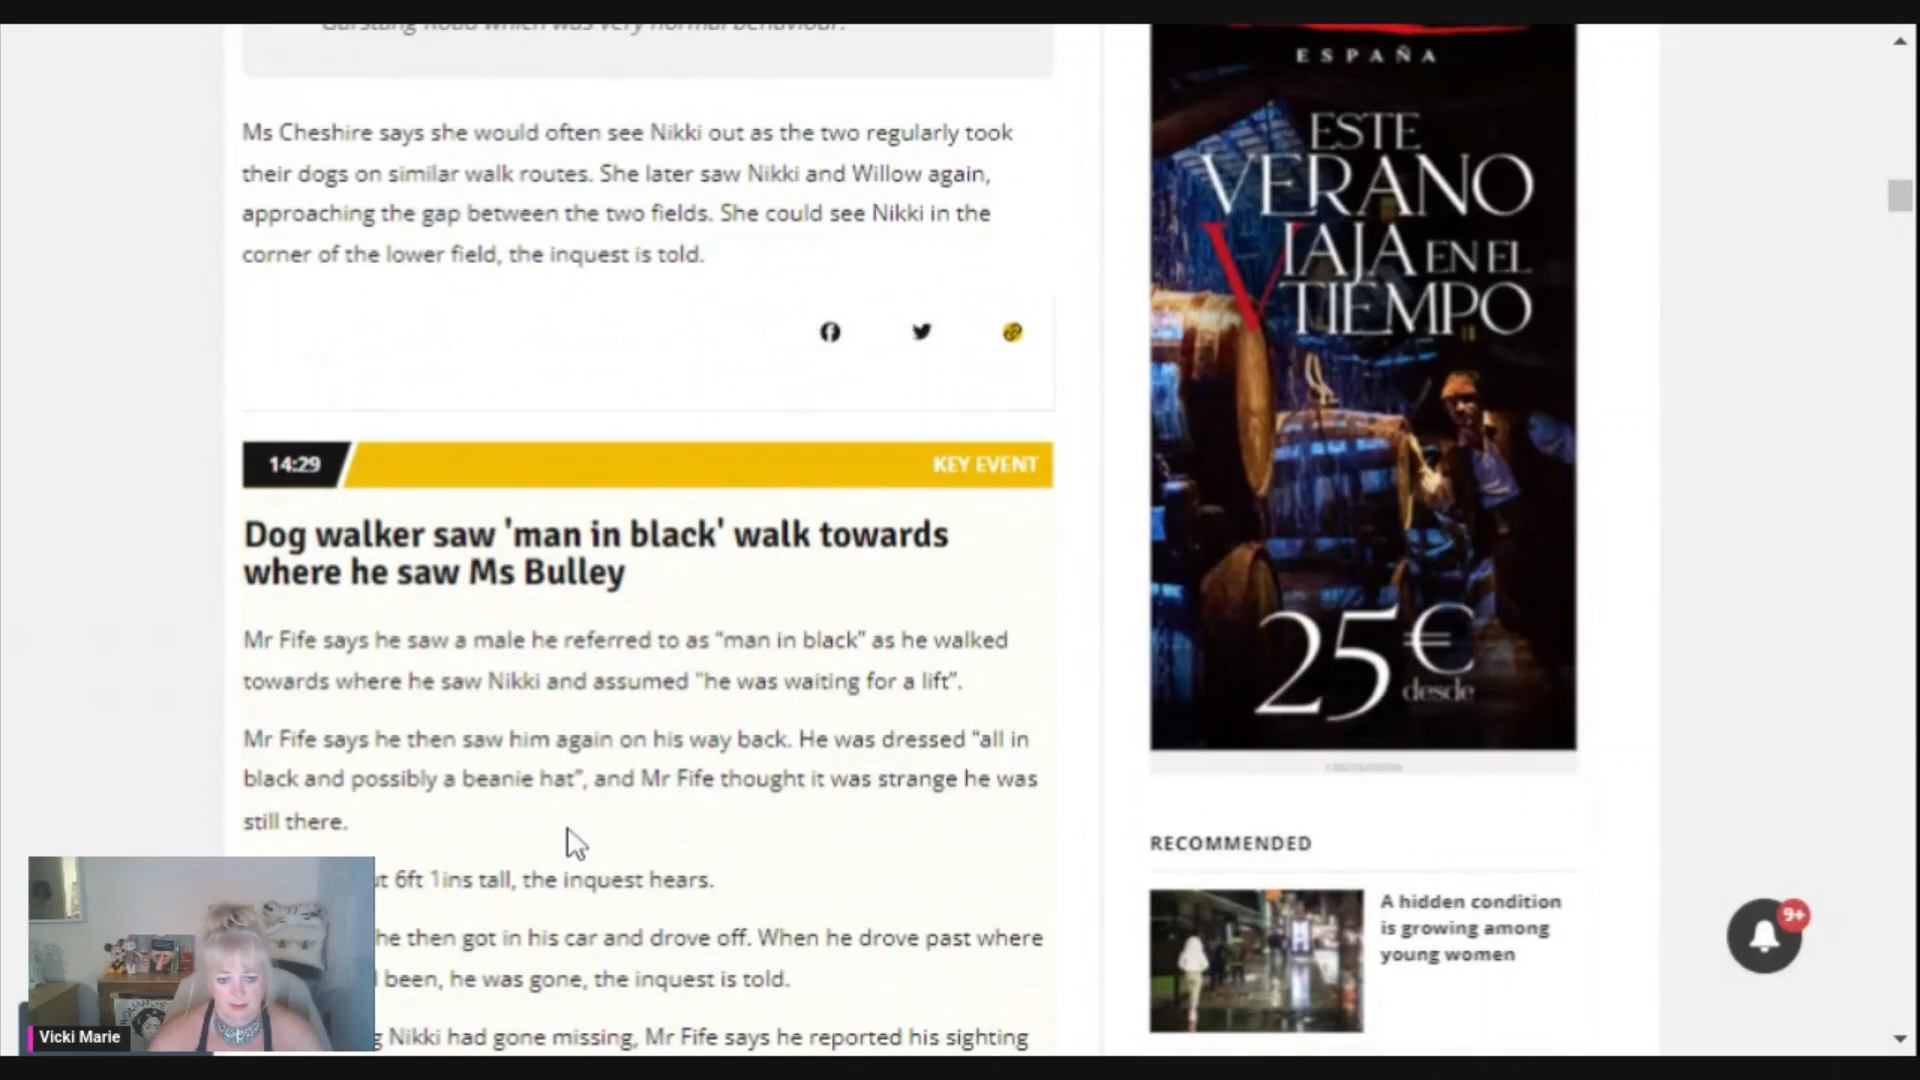 Garstang Road which was very normal behaviour.
Ms Cheshire says she would often see Nikki out as the two regularly took
their dogs on similar walk routes. She later saw Nikki and Willow again,
approaching the gap between the two fields. She could see Nikki in the
corner of the lower field, the inquest is told.
14:29
KEY EVENT
Dog walker saw 'man in black' walk towards
where he saw Ms Bulley
Mr Fife says he saw a male he referred to as “man in black” as he walked
towards where he saw Nikki and assumed "he was waiting for a lift”.
Mr Fife says he then saw him again on his way back. He was dressed “all in
black and possibly a beanie hat”, and Mr Fife thought it was strange he was
still there.
6ft 1ins tall, the inquest hears.
he then got in his car and drove off. When he drove past where
been, he was gone, the inquest is told.
Nikki had gone missing, Mr Fife says he reported his sighting
Vicki Marie
ESPAÑA
ESTE
VERANO
VIAJA EN EL
TIEMPO
25€
desde
RECOMMENDED
A hidden condition
is growing among
young women
9+